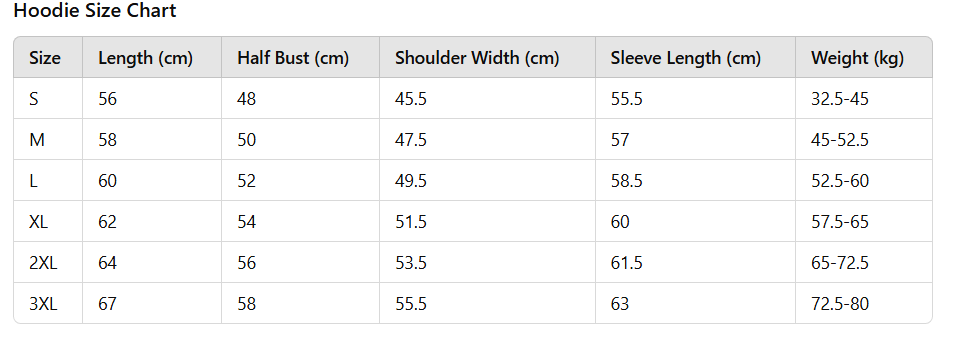 Hoodie Size Chart
Size Length (cm) Half Bust (cm) Shoulder Width (cm) Sleeve Length (cm) Weight (kg)
S 56 48 45.5 55.5 32.5-45
M 58 50 47.5 57 45-52.5
L 60 52 49.5 58.5 52.5-60
XL 62 54 51.5 60 57.5-65
2XL 64 56 53.5 61.5 65-72.5
3XL 67 58 55.5 63 72.5-80